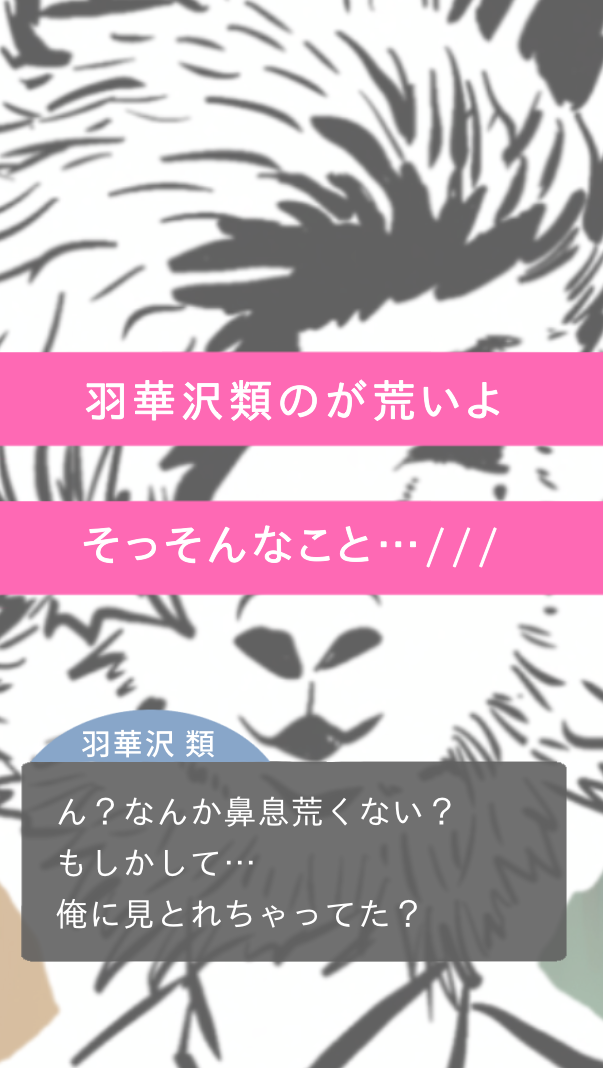 羽華沢類のが荒いよ
そっそんなこと…///
羽華沢 類
ん？なんか鼻息荒くない？
もしかして…
俺に見とれちゃってた？